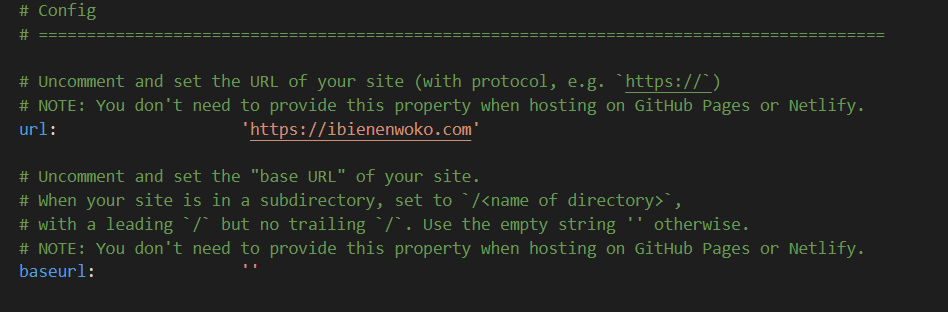 # Config
# ========================================================================================
# Uncomment and set the URL of your site (with protocol, e.g. `https://`)
# NOTE: You don't need to provide this property when hosting on GitHub Pages or Netlify.
url: 'https://ibienenwoko.com'
# Uncomment and set the "base URL" of your site.
# When your site is in a subdirectory, set to `/<name of directory>`,
# with a leading `/` but no trailing `/`. Use the empty string '' otherwise.
# NOTE: You don't need to provide this property when hosting on GitHub Pages or Netlify.
baseurl: ''